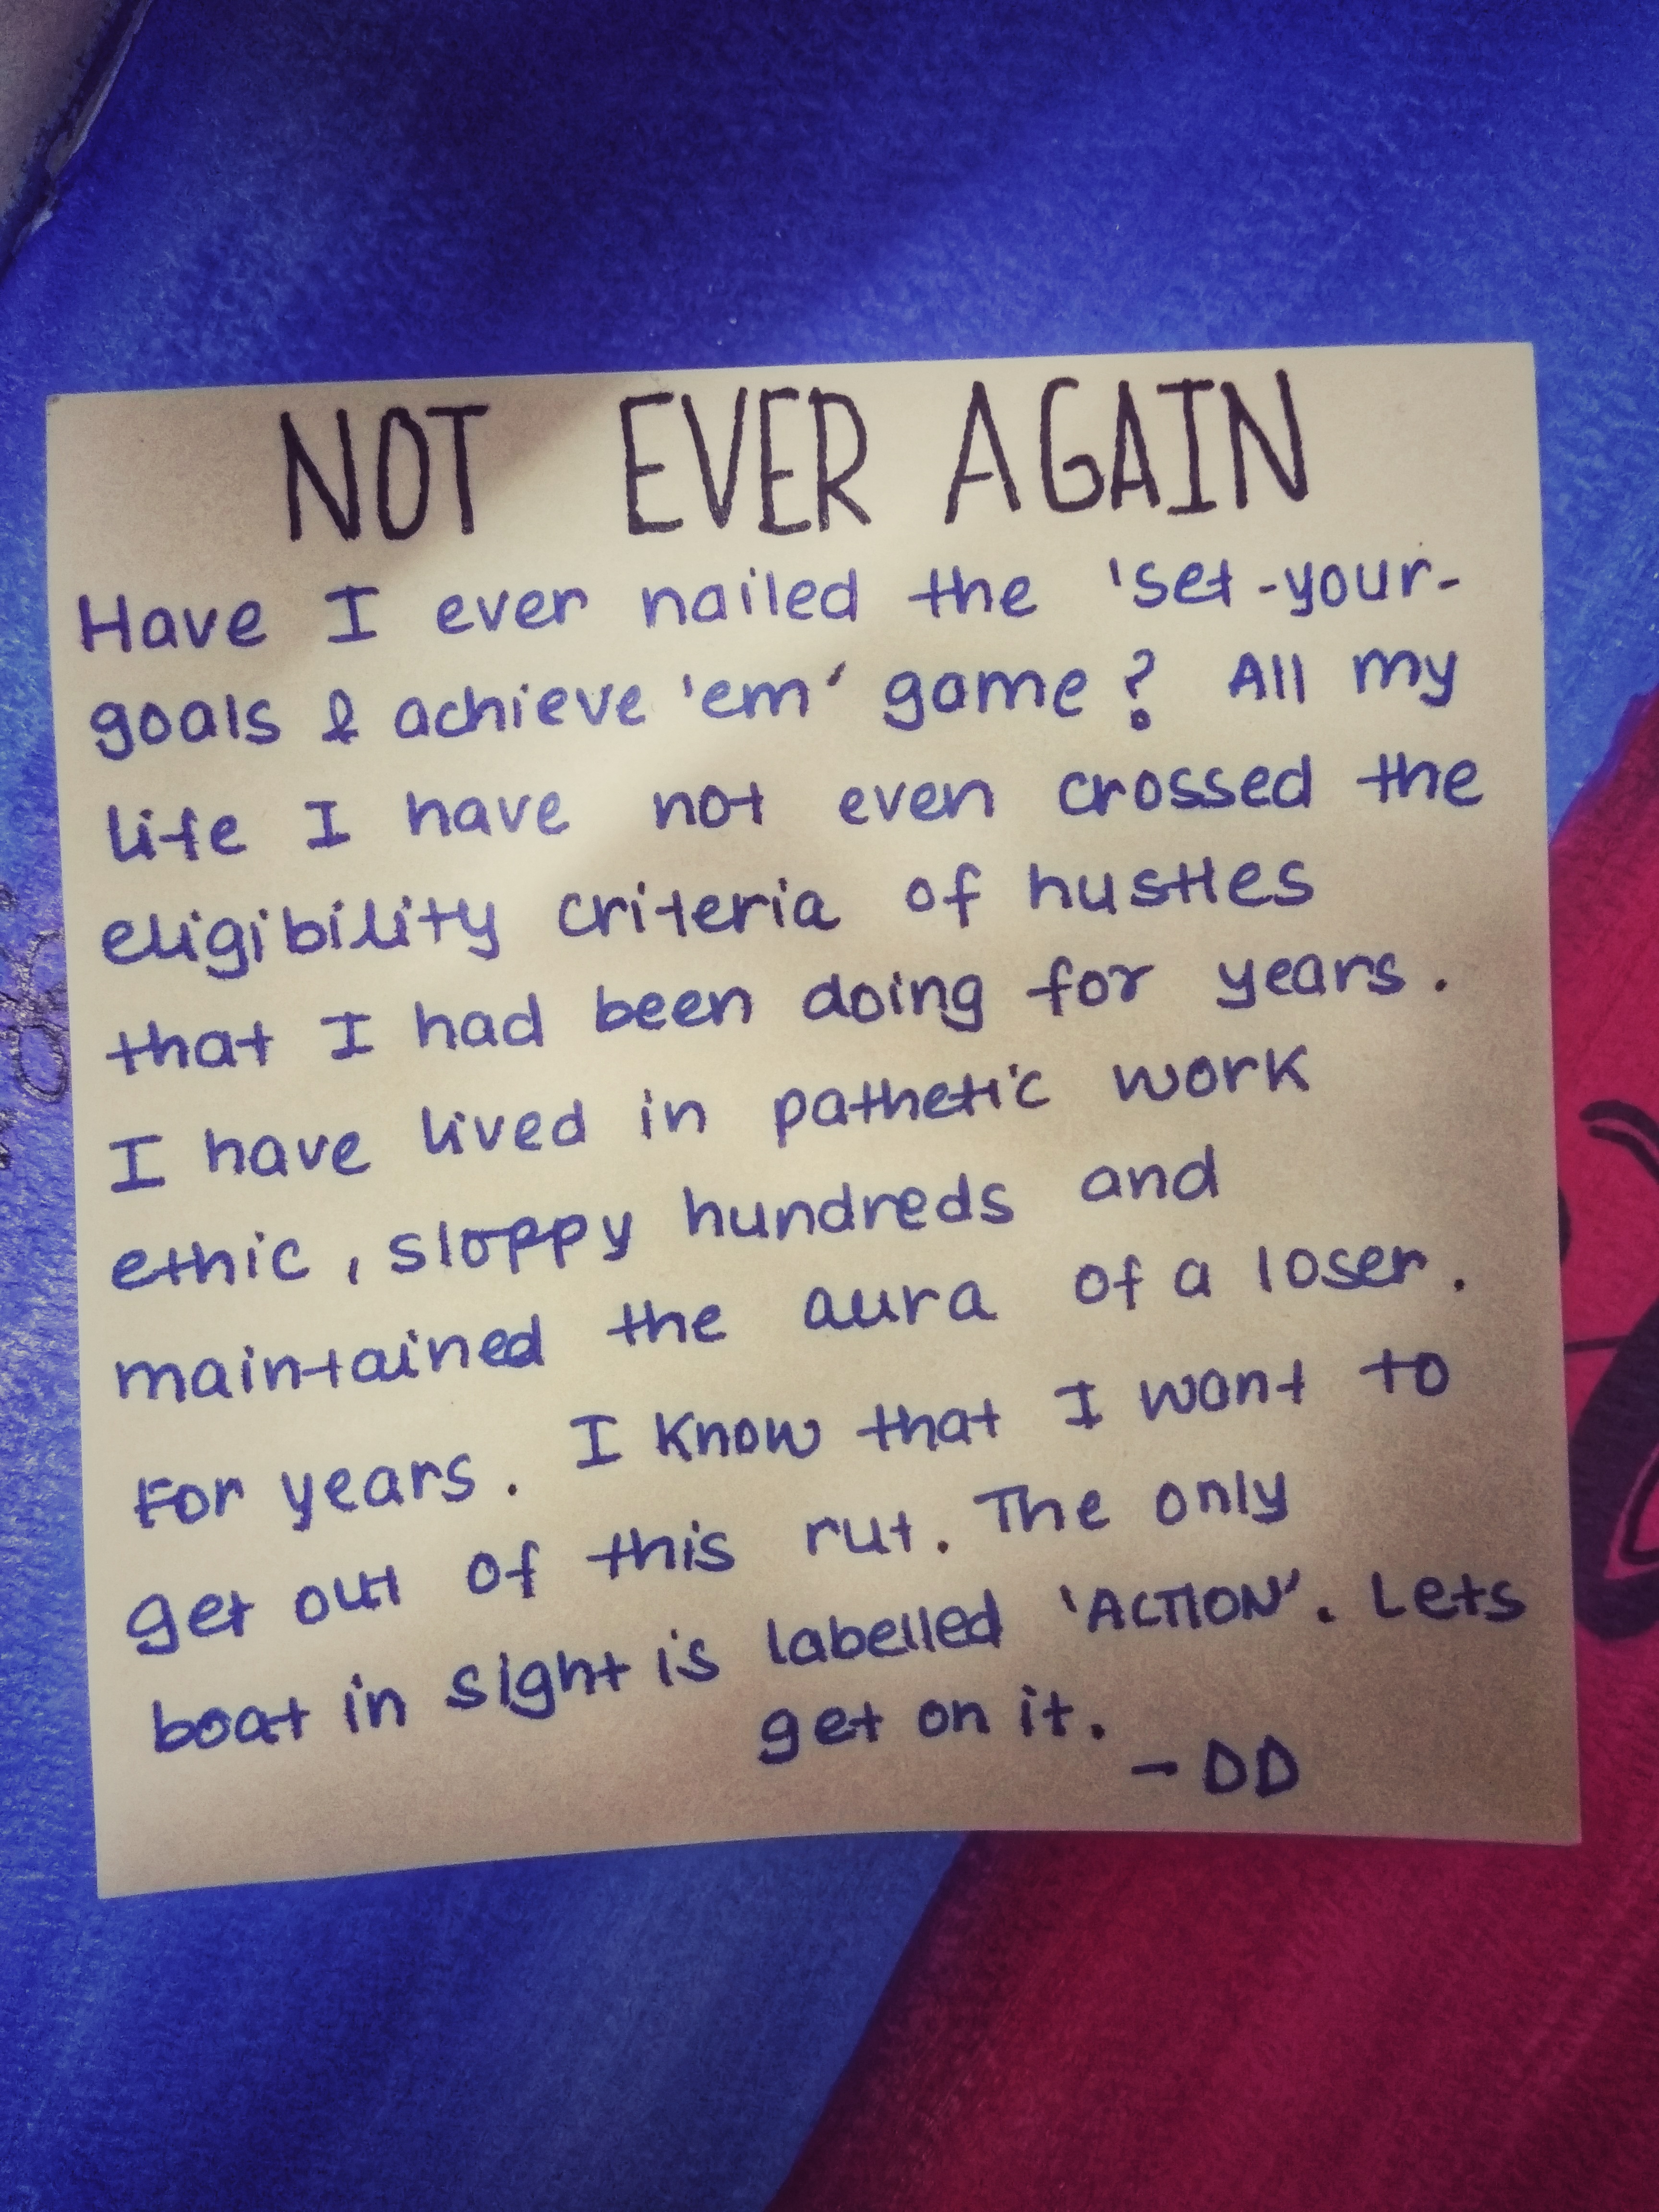 NOT EVER AGAIN
Have I ever nailed the 'set-your-
goals & achieve 'em' game? All my
life I have not even crossed the
eligibility criteria of hustles
that I had been doing for years.
I have lived in pathetic work
ethic, sloppy hundreds and
maintained the aura of a loser.
For years. I know that I want to
get out of this rut. The only
boat in sight is labelled 'ACTION'. Lets
get on it.
- DD